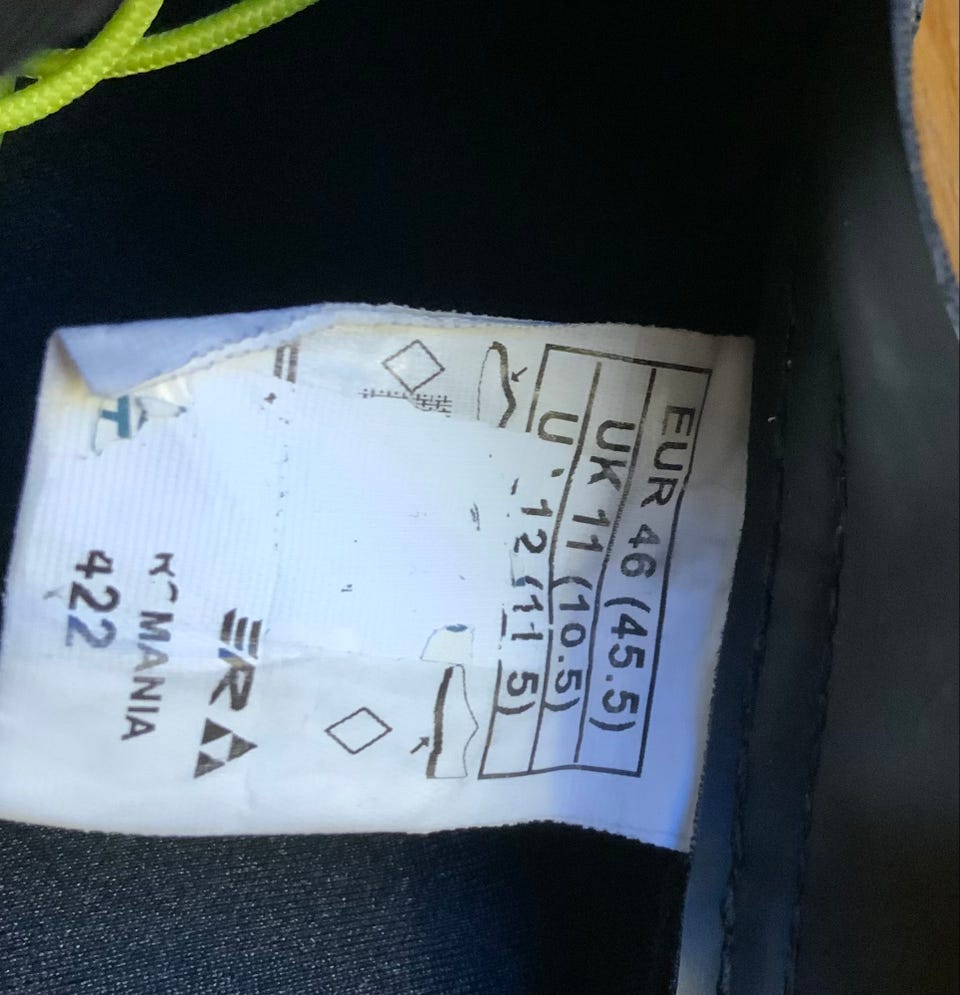 EUR 46 (45.5)
UK 11 (10.5)
U 12 (11 5)
MANIA
422